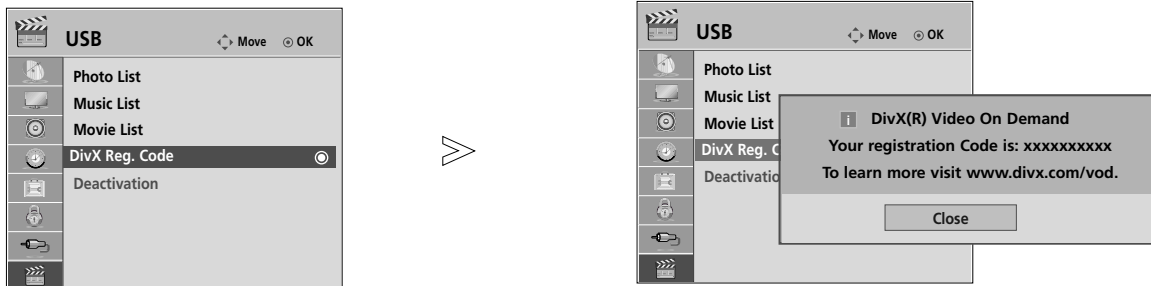 USB Move OK
Photo List
Music List
Movie List
DivX Reg. Code
Deactivation
USB Move OK
Photo List
Music List
Movie List
DivX Reg. C
Deactivatio
i DivX(R) Video On Demand
Your registration Code is: xxxxxxxxxx
To learn more visit www.divx.com/vod.
Close